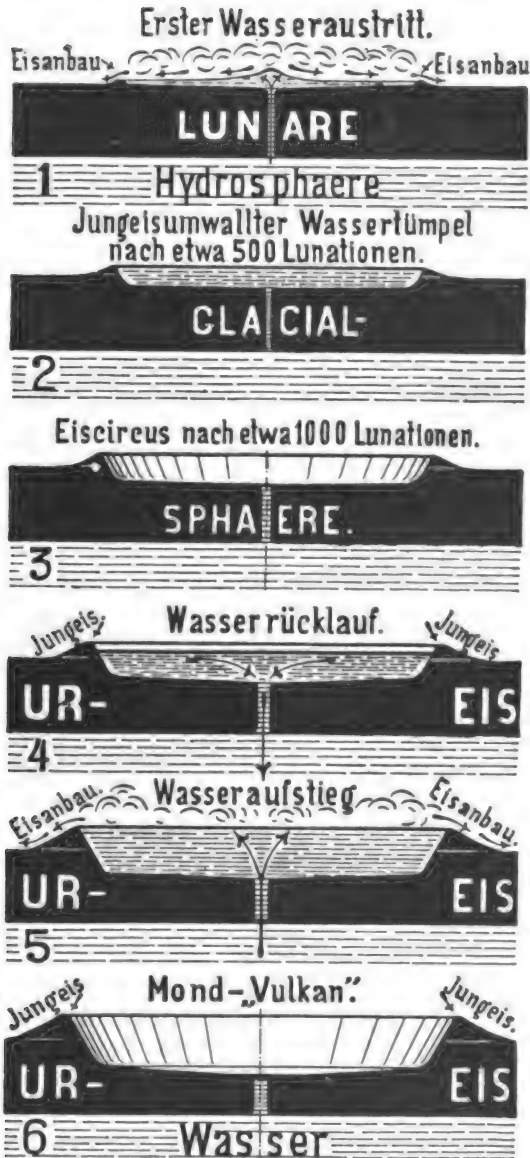 Erster Wasseraustritt.
Eisanbau Eisanbau
LUNARE
1 Hydrosphaere
Jungeisumwallter Wassertümpel
nach etwa 500 Lunationen.
GLACIAL-
2
Eiscircus nach etwa 1000 Lunationen.
SPHAERE.
3
Jungeis Wasserrücklauf. Jungeis
UR- EIS
4
Eisanbau. Wasseraufstieg Eisanbau.
UR- EIS
5
Jungeis Mond-„Vulkan”. Jungeis.
UR- EIS
6 Wasser